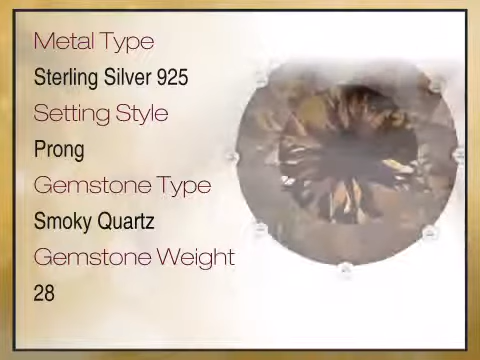 Metal Type
Sterling Silver 925
Setting Style
Prong
Gemstone Type
Smoky Quartz
Gemstone Weight
28